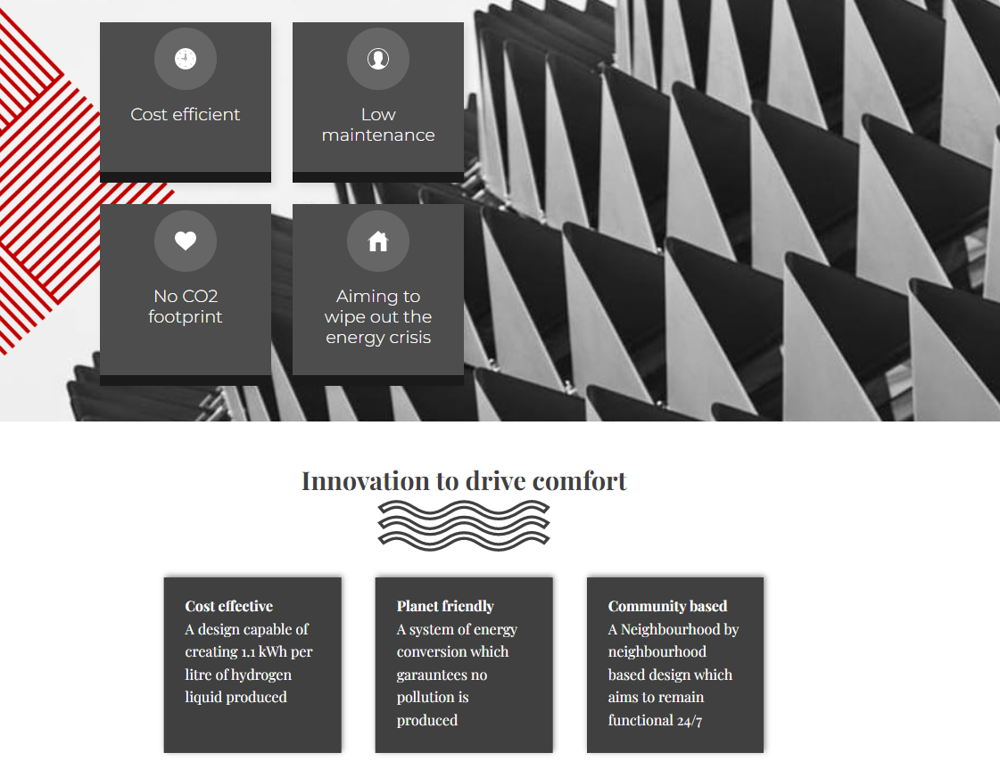 Cost efficient
Low
maintenance
No CO2
footprint
Aiming to
wipe out the
energy crisis
Innovation to drive comfort
Cost effective
A design capable of
creating 1.1 kWh per
litre of hydrogen
liquid produced
Planet friendly
A system of energy
conversion which
garauntees no
pollution is
produced
Community based
A Neighbourhood by
neighbourhood
based design which
aims to remain
functional 24/7